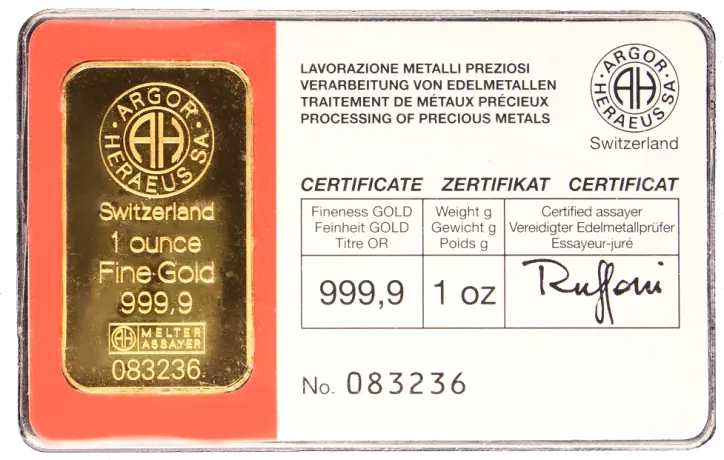 ARGOR
AH
HERAEUS SA
Switzerland
1 ounce
Fine Gold
999,9
AH MELTER
ASSAYER
083236
LAVORAZIONE METALLI PREZIOSI
VERARBEITUNG VON EDELMETALLEN
TRAITEMENT DE MÉTAUX PRÉCIEUX
PROCESSING OF PRECIOUS METALS
ARGOR
AH
HERAEUS SA
Switzerland
CERTIFICATE ZERTIFIKAT CERTIFICAT
Fineness GOLD
Feinheit GOLD
Titre OR
Weight g
Gewicht g
Poids g
Certified assayer
Vereidigter Edelmetallprüfer
Essayeur-juré
999,9
1 oz
Ruffoni
No. 083236